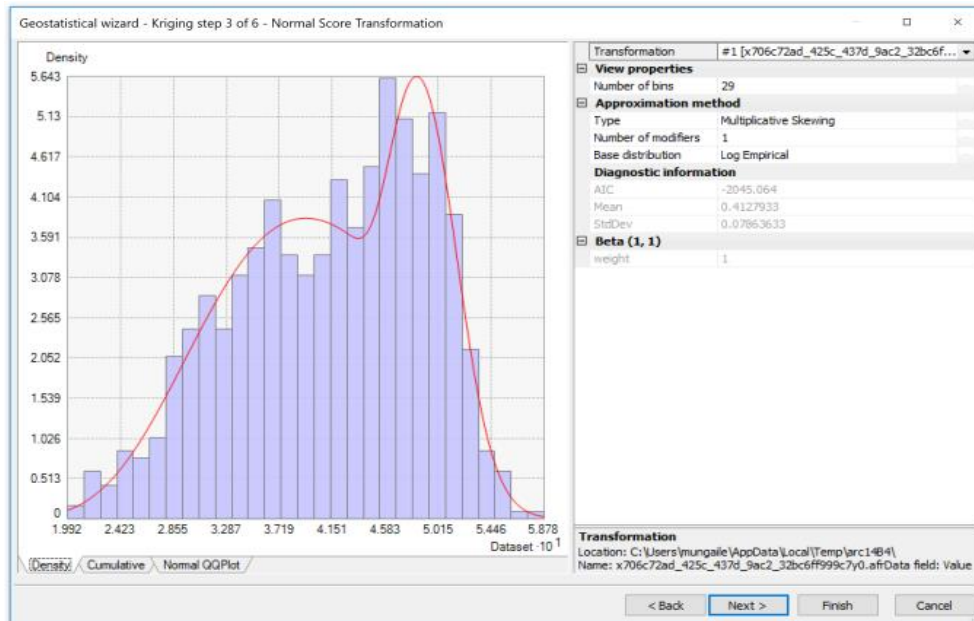 Geostatistical wizard - Kriging step 3 of 6 - Normal Score Transformation
Density
5.643
5.13
4.617
4.104
3.591
3.078
2.565
2.052
1.539
1.026
0.513
0
1.992 2.423 2.855 3.287 3.719 4.151 4.583 5.015 5.446 5.878
Dataset ·10 1
Density Cumulative Normal QQPlot
Transformation #1 [x706c72ad_425c_437d_9ac2_32bc6f...
View properties
Number of bins 29
Approximation method
Type Multiplicative Skewing
Number of modifiers 1
Base distribution Log Empirical
Diagnostic information
AIC -2045.064
Mean 0.4127933
StdDev 0.07863633
Beta (1, 1)
weight 1
Transformation
Location: C:\Users\mungaile\AppData\Local\Temp\arc14B4\
Name: x706c72ad_425c_437d_9ac2_32bc6ff999c7y0.afrData field: Value
< Back Next > Finish Cancel